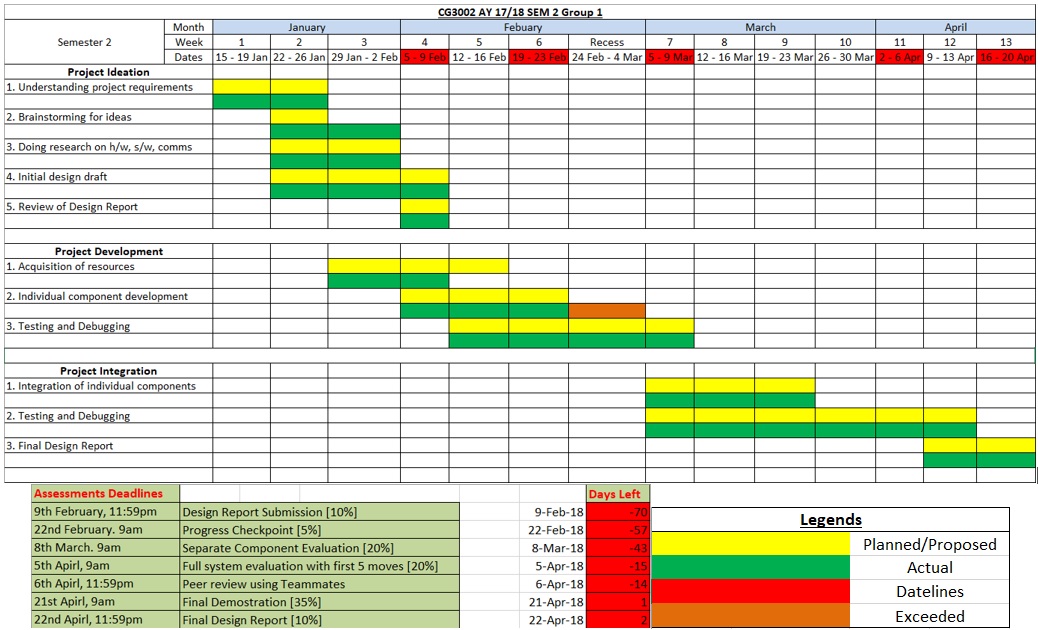 CG3002 AY 17/18 SEM 2 Group 1
Semester 2
Month January Febuary March April
Week 1 2 3 4 5 6 Recess 7 8 9 10 11 12 13
Dates 15 - 19 Jan 22 - 26 Jan 29 Jan - 2 Feb 5 - 9 Feb 12 - 16 Feb 19 - 23 Feb 24 Feb - 4 Mar 5 - 9 Mar 12 - 16 Mar 19 - 23 Mar 26 - 30 Mar 2 - 6 Apr 9 - 13 Apr 16 - 20 Apr
Project Ideation
1. Understanding project requirements
2. Brainstorming for ideas
3. Doing research on h/w, s/w, comms
4. Initial design draft
5. Review of Design Report
Project Development
1. Acquisition of resources
2. Individual component development
3. Testing and Debugging
Project Integration
1. Integration of individual components
2. Testing and Debugging
3. Final Design Report
Assessments Deadlines Days Left
9th February, 11:59pm Design Report Submission [10%] 9-Feb-18 -70
22nd February. 9am Progress Checkpoint [5%] 22-Feb-18 -57
8th March. 9am Separate Component Evaluation [20%] 8-Mar-18 -43
5th Apirl, 9am Full system evaluation with first 5 moves [20%] 5-Apr-18 -15
6th Apirl, 11:59pm Peer review using Teammates 6-Apr-18 -14
21st Apirl, 9am Final Demostration [35%] 21-Apr-18 1
22nd Apirl, 11:59pm Final Design Report [10%] 22-Apr-18 2
Legends
Planned/Proposed
Actual
Datelines
Exceeded